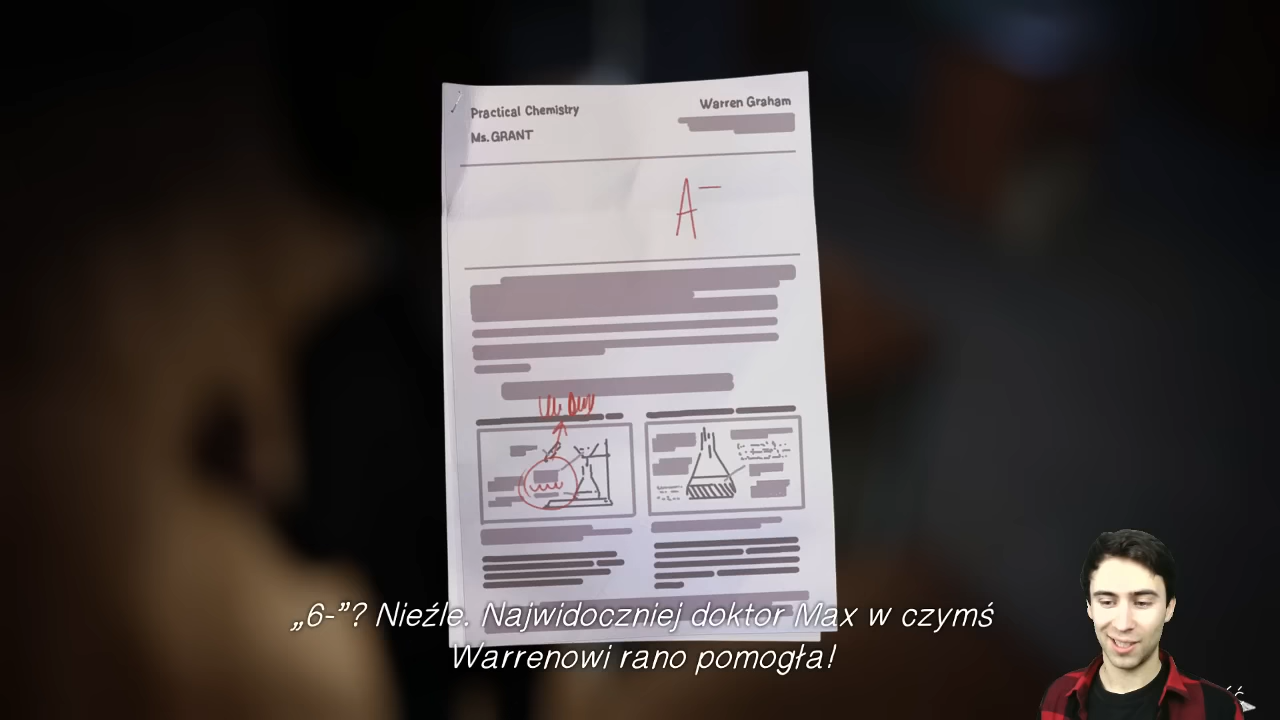 Practical Chemistry
Warren Graham
Ms. GRANT
A-
„6-”? Nieźle. Najwidoczniej doktor Max w czymś
Warrenowi rano pomogła!